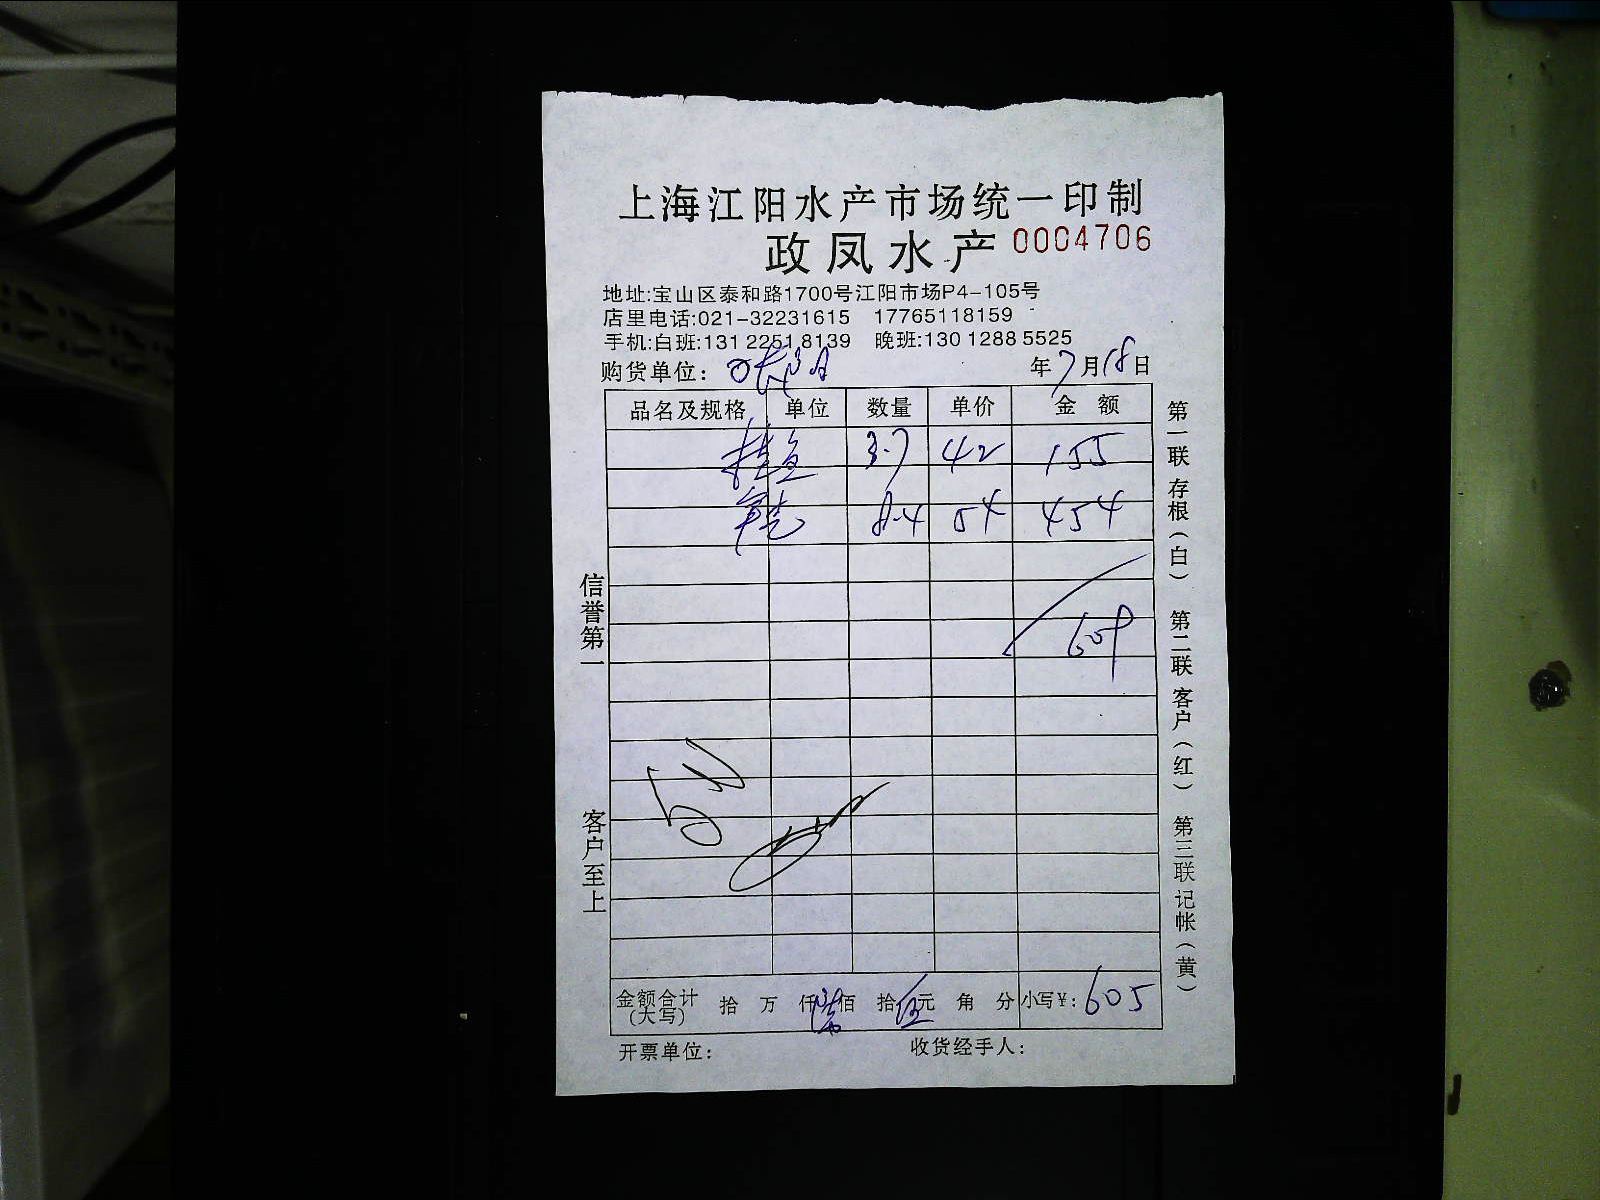 上海江阳水产市场统一印制
政凤水产 0004706
地址:宝山区泰和路1700号江阳市场P4-105号
店里电话:021-32231615 17765118159
手机:白班:131 2251 8139 晚班:130 1288 5525
购货单位: 年7月18日
品名及规格 单位 数量 单价 金额
桂鱼 3.7 42 155
8.4 54 454
609
金额合计(大写) 拾 万 仟 陆佰 拾 伍元 角 分 小写¥: 605
开票单位: 收货经手人:
信誉第一
客户至上
第一联存根(白) 第二联客户(红) 第三联记帐(黄)